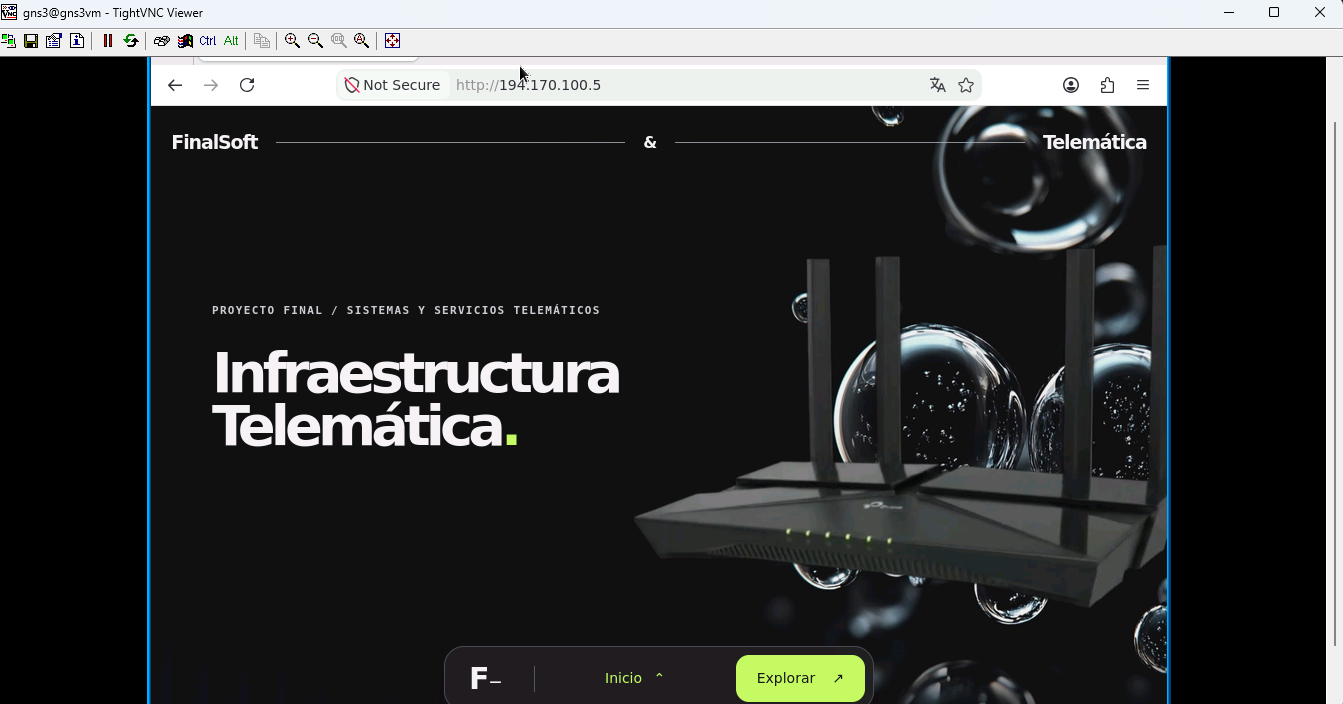 gns3@gns3vm - TightVNC Viewer
Ctrl Alt
Not Secure http://194.170.100.5
FinalSoft & Telemática
PROYECTO FINAL / SISTEMAS Y SERVICIOS TELEMÁTICOS
Infraestructura
Telemática.
F_ Inicio ⌃ Explorar ↗